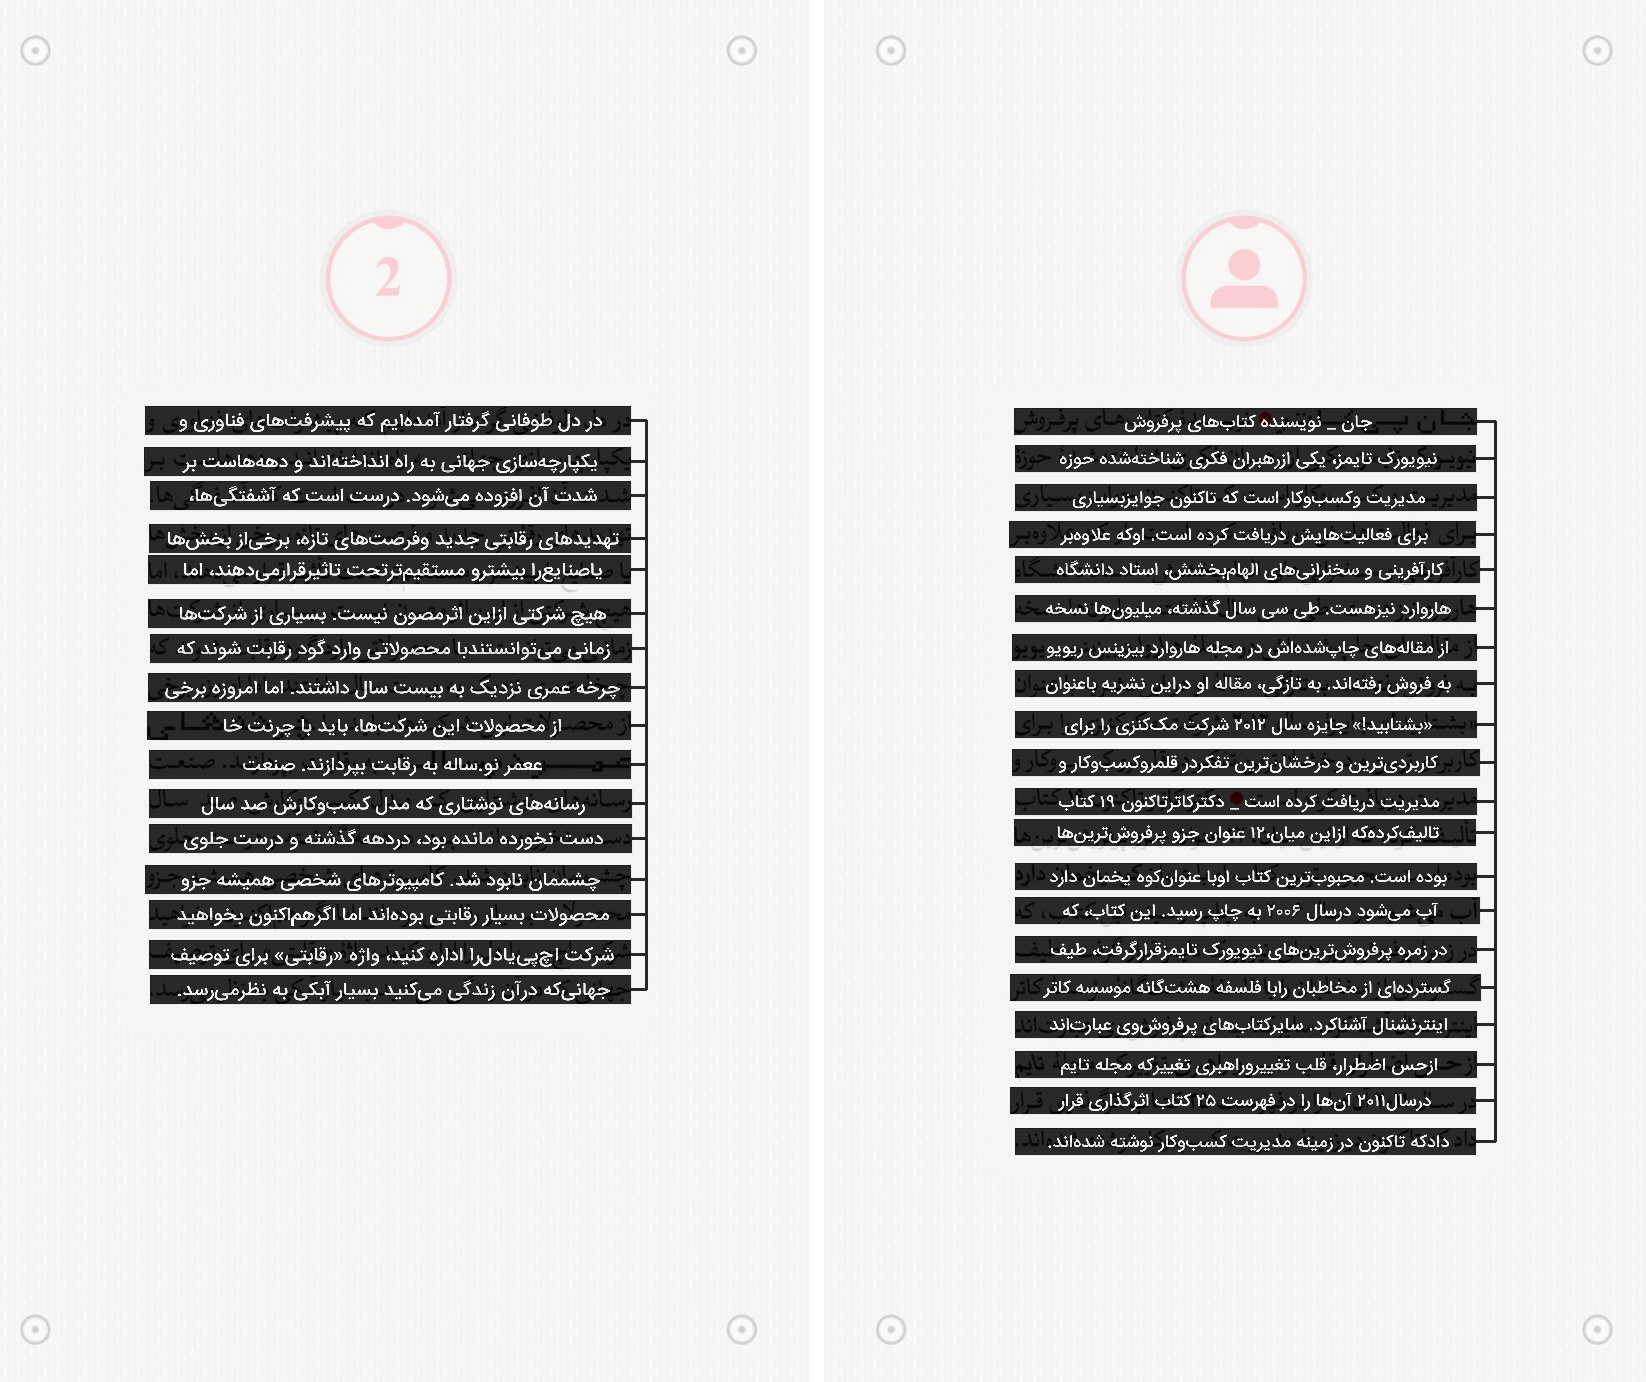 جان _ نویسنده کتاب‌های پرفروش
نیویورک تایمز، یکی ازرهبران فکری شناخته‌شده حوزه
مدیریت وکسب‌وکار است که تاکنون جوایزبسیاری
برای فعالیت‌هایش دریافت کرده است. اوکه علاوه‌بر
کارآفرینی و سخنرانی‌های الهام‌بخشش، استاد دانشگاه
هاروارد نیزهست. طی سی سال گذشته، میلیون‌ها نسخه
از مقاله‌های چاپ‌شده‌اش در مجله هاروارد بیزینس ریویو
به فروش رفته‌اند. به تازگی، مقاله او دراین نشریه باعنوان
«بشتابید!» جایزه سال ۲۰۱۲ شرکت مک‌کنزی را برای
کاربردی‌ترین و درخشان‌ترین تفکردر قلمروکسب‌وکار و
مدیریت دریافت کرده است _ دکترکاترتاکنون ۱۹ کتاب
تالیف‌کرده‌که ازاین میان،۱۲ عنوان جزو پرفروش‌ترین‌ها
بوده است. محبوب‌ترین کتاب اوبا عنوان‌کوه یخمان دارد
آب می‌شود درسال ۲۰۰۶ به چاپ رسید. این کتاب، که
در زمره پرفروش‌ترین‌های نیویورک تایمزقرارگرفت، طیف
گسترده‌ای از مخاطبان رابا فلسفه هشت‌گانه موسسه کاتر
اینترنشنال آشناکرد. سایرکتاب‌های پرفروش‌وی عبارت‌اند
ازحس اضطرار، قلب تغییروراهبری تغییرکه مجله تایم
درسال۲۰۱۱ آن‌ها را در فهرست ۲۵ کتاب اثرگذاری قرار
دادکه تاکنون در زمینه مدیریت کسب‌وکار نوشته شده‌اند.
2
در دل طوفانی گرفتار آمده‌ایم که پیشرفت‌های فناوری و
یکپارچه‌سازی جهانی به راه انداخته‌اند و دهه‌هاست بر
شدت آن افزوده می‌شود. درست است که آشفتگی‌ها،
تهدیدهای رقابتی جدید وفرصت‌های تازه، برخی‌از بخش‌ها
یاصنایع‌را بیشترو مستقیم‌ترتحت تاثیرقرارمی‌دهند، اما
هیچ شرکتی ازاین اثرمصون نیست. بسیاری از شرکت‌ها
زمانی می‌توانستندبا محصولاتی وارد گود رقابت شوند که
چرخه عمری نزدیک به بیست سال داشتند. اما امروزه برخی
از محصولات این شرکت‌ها، باید با چرنت خا
ععمر نو.ساله به رقابت بپردازند. صنعت
رسانه‌های نوشتاری که مدل کسب‌وکارش صد سال
دست نخورده مانده بود، دردهه گذشته و درست جلوی
چشممان نابود شد. کامپیوترهای شخصی همیشه جزو
محصولات بسیار رقابتی بوده‌اند اما اگرهم‌اکنون بخواهید
شرکت اچ‌پی‌یادل‌را اداره کنید، واژه «رقابتی» برای توصیف
جهانی‌که درآن زندگی می‌کنید بسیار آبکی به نظرمی‌رسد.